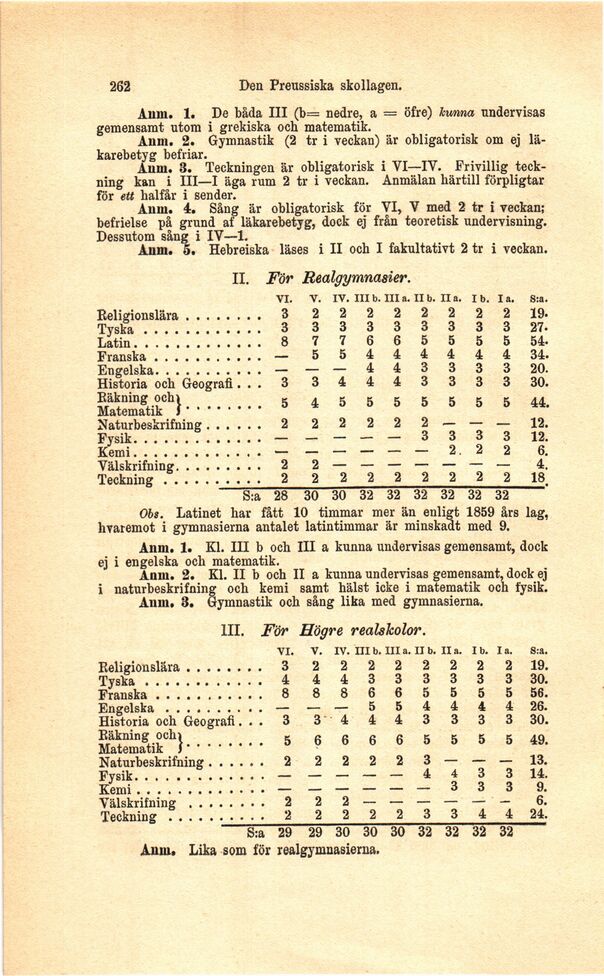 262 Den Preussiska skollagen.
Anm. 1. De båda III (b= nedre, a = öfre) kunna undervisas
gemensamt utom i grekiska och matematik.
Anm. 2. Gymnastik (2 tr i veckan) är obligatorisk om ej lä-
karebetyg befriar.
Anm. 3. Teckningen är obligatorisk i VI—IV. Frivillig teck-
ning kan i III—I äga rum 2 tr i veckan. Anmälan härtill förpligtar
för ett halfår i sender.
Anm. 4. Sång är obligatorisk för VI, V med 2 tr i veckan;
befrielse på grund af läkarebetyg, dock ej från teoretisk undervisning.
Dessutom sång i IV—1.
Anm. 5. Hebreiska läses i II och I fakultativt 2 tr i veckan.
II. För Realgymnasier.
VI. V. IV. III b. III a. II b. II a. I b. I a. S:a.
Religionslära . . . . . . . . 3 2 2 2 2 2 2 2 2 19.
Tyska . . . . . . . . . . . . 3 3 3 3 3 3 3 3 3 27.
Latin . . . . . . . . . . . . . 8 7 7 6 6 5 5 5 5 54.
Franska . . . . . . . . . . . — 5 5 4 4 4 4 4 4 34.
Engelska . . . . . . . . . . . — — — 4 4 3 3 3 3 20.
Historia och Geografi . . . 3 3 4 4 4 3 3 3 3 30.
Räkning och }
Matematik } . . . . . . . . 5 4 5 5 5 5 5 5 5 44.
Naturbeskrifning . . . . . . 2 2 2 2 2 2 — — — 12.
Fysik . . . . . . . . . . . . . — — — — — 3 3 3 3 12.
Kemi . . . . . . . . . . . . . — — — — — — 2. 2 2 6.
Välskrifning . . . . . . . . . 2 2 — — — — — — — 4.
Teckning . . . . . . . . . . 2 2 2 2 2 2 2 2 2 18.
S:a 28 30 30 32 32 32 32 32 32
Obs. Latinet har fått 10 timmar mer än enligt 1859 års lag,
hvaremot i gymnasierna antalet latintimmar är minskadt med 9.
Anm. 1. Kl. III b och III a kunna undervisas gemensamt, dock
ej i engelska och matematik.
Anm. 2. Kl. II b och II a kunna undervisas gemensamt, dock ej
i naturbeskrifning och kemi samt hälst icke i matematik och fysik.
Anm. 3. Gymnastik och sång lika med gymnasierna.
III. För Högre realskolor.
VI. V. IV. III b. III a. II b. II a. I b. I a. S:a.
Religionslära . . . . . . . . 3 2 2 2 2 2 2 2 2 19.
Tyska . . . . . . . . . . . . 4 4 4 3 3 3 3 3 3 30.
Franska . . . . . . . . . . . 8 8 8 6 6 5 5 5 5 56.
Engelska . . . . . . . . . . — — — 5 5 4 4 4 4 26.
Historia och Geografi . . . 3 3 4 4 4 3 3 3 3 30.
Räkning och }
Matematik } . . . . . . . . 5 6 6 6 6 5 5 5 5 49.
Naturbeskrifning . . . . . . 2 2 2 2 2 3 — — — 13.
Fysik . . . . . . . . . . . . . — — — — — 4 4 3 3 14.
Kemi . . . . . . . . . . . . . — — — — — — 3 3 3 9.
Välskrifning . . . . . . . . 2 2 2 — — — — — — 6.
Teckning . . . . . . . . . . 2 2 2 2 2 3 3 4 4 24.
S:a 29 29 30 30 30 32 32 32 32
Anm. Lika som för realgymnasierna.